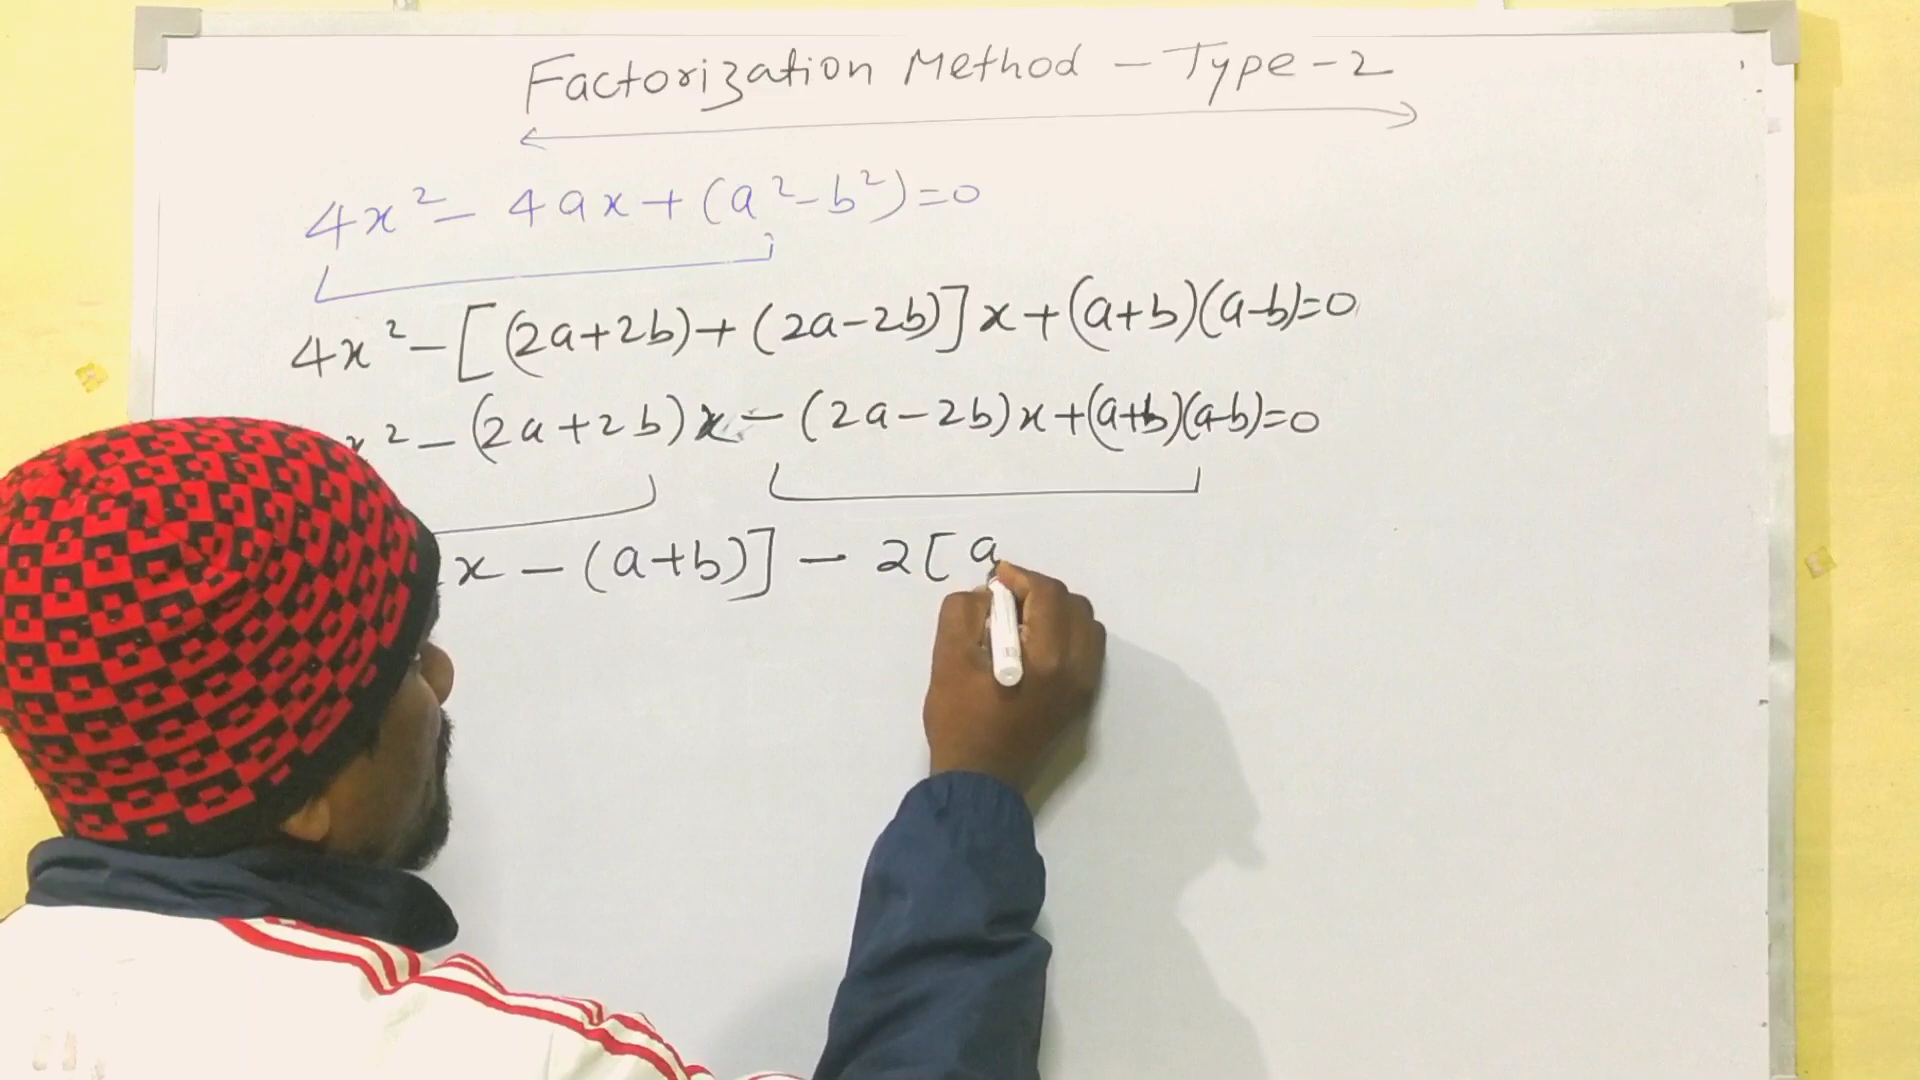 Factorization Method - Type-2
4x² - 4ax + (a²-b²)=0
4x² - [(2a+2b)+(2a-2b)]x+(a+b)(a-b)=0
x² - (2a+2b)x - (2a-2b)x+(a+b)(a-b)=0
x - (a+b)] - 2[a